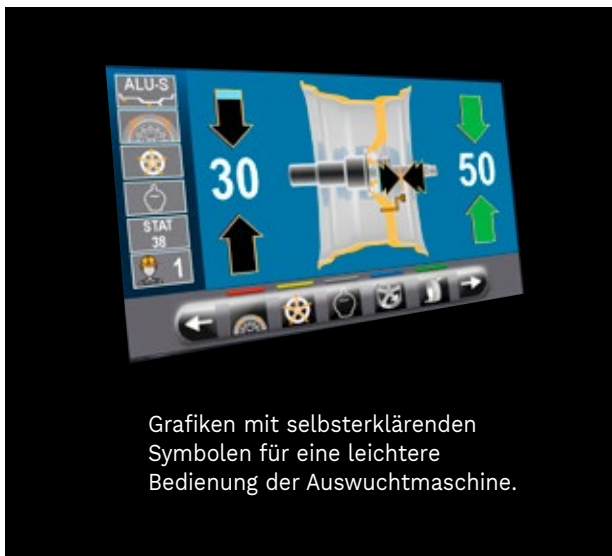 ALU-S
30
50
STAT
38
1
Grafiken mit selbsterklärenden
Symbolen für eine leichtere
Bedienung der Auswuchtmaschine.